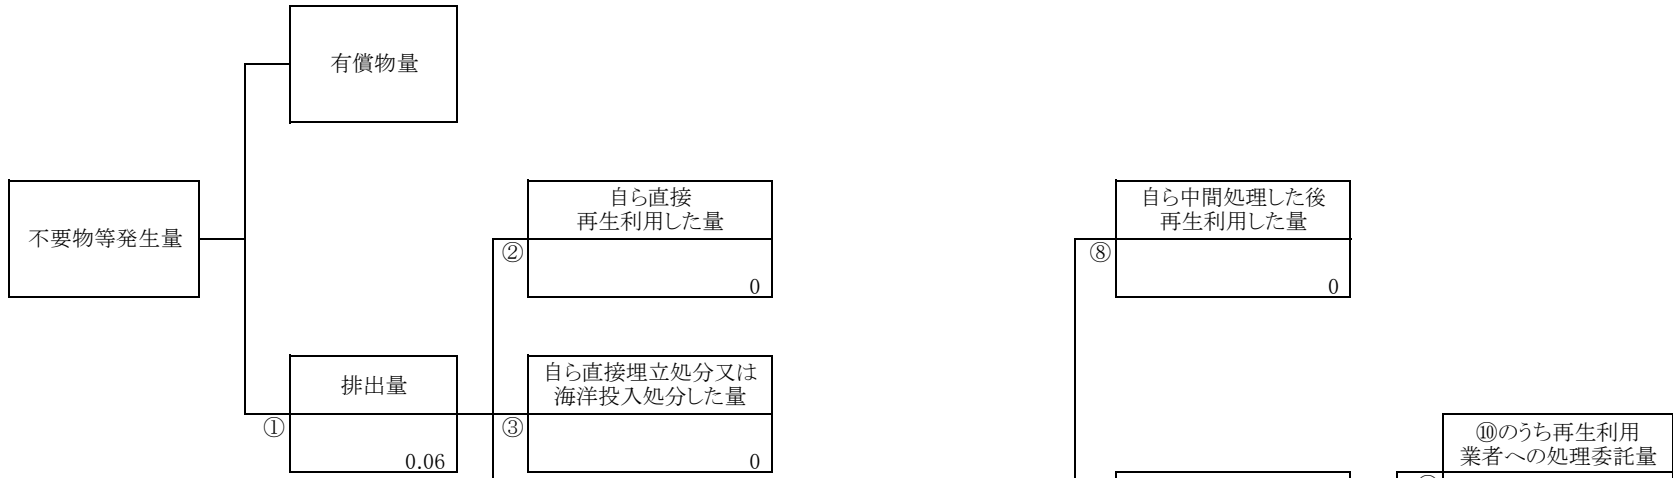 有償物量
不要物等発生量
自ら直接
再生利用した量
②
0
自ら中間処理した後
再生利用した量
⑧
0
排出量
①
0.06
自ら直接埋立処分又は
海洋投入処分した量
③
0
⑩のうち再生利用
業者への処理委託量